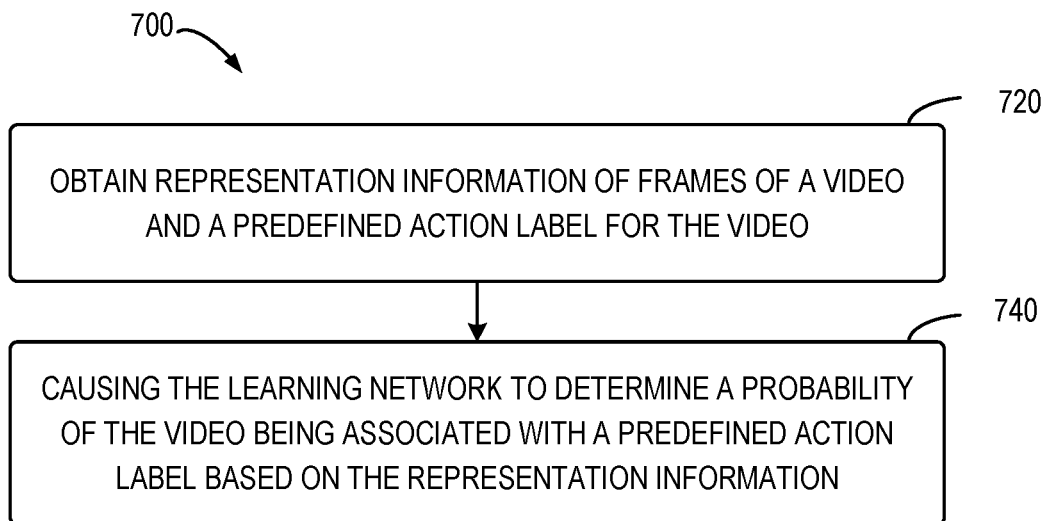 700
720
OBTAIN REPRESENTATION INFORMATION OF FRAMES OF A VIDEO
AND A PREDEFINED ACTION LABEL FOR THE VIDEO
740
CAUSING THE LEARNING NETWORK TO DETERMINE A PROBABILITY
OF THE VIDEO BEING ASSOCIATED WITH A PREDEFINED ACTION
LABEL BASED ON THE REPRESENTATION INFORMATION